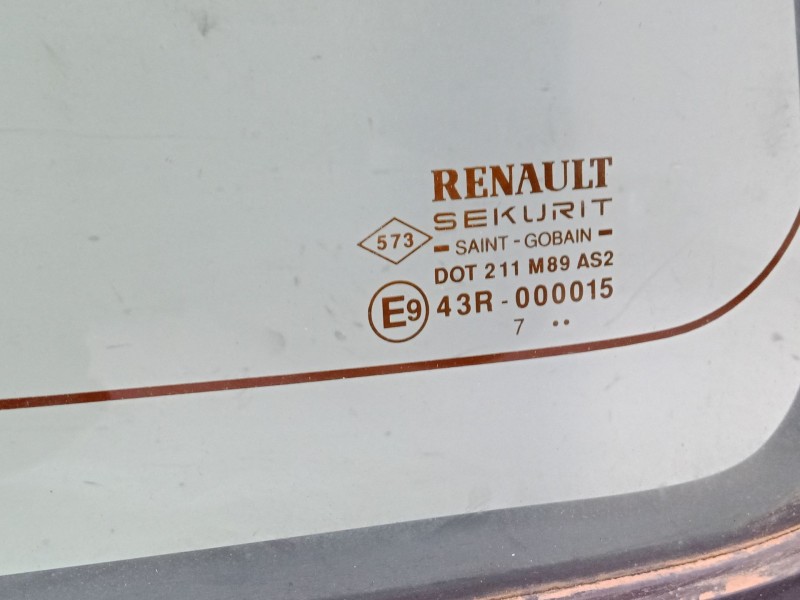 RENAULT
SEKURIT
573
SAINT - GOBAIN
DOT 211 M89 AS2
E9 43R - 000015
7 ••